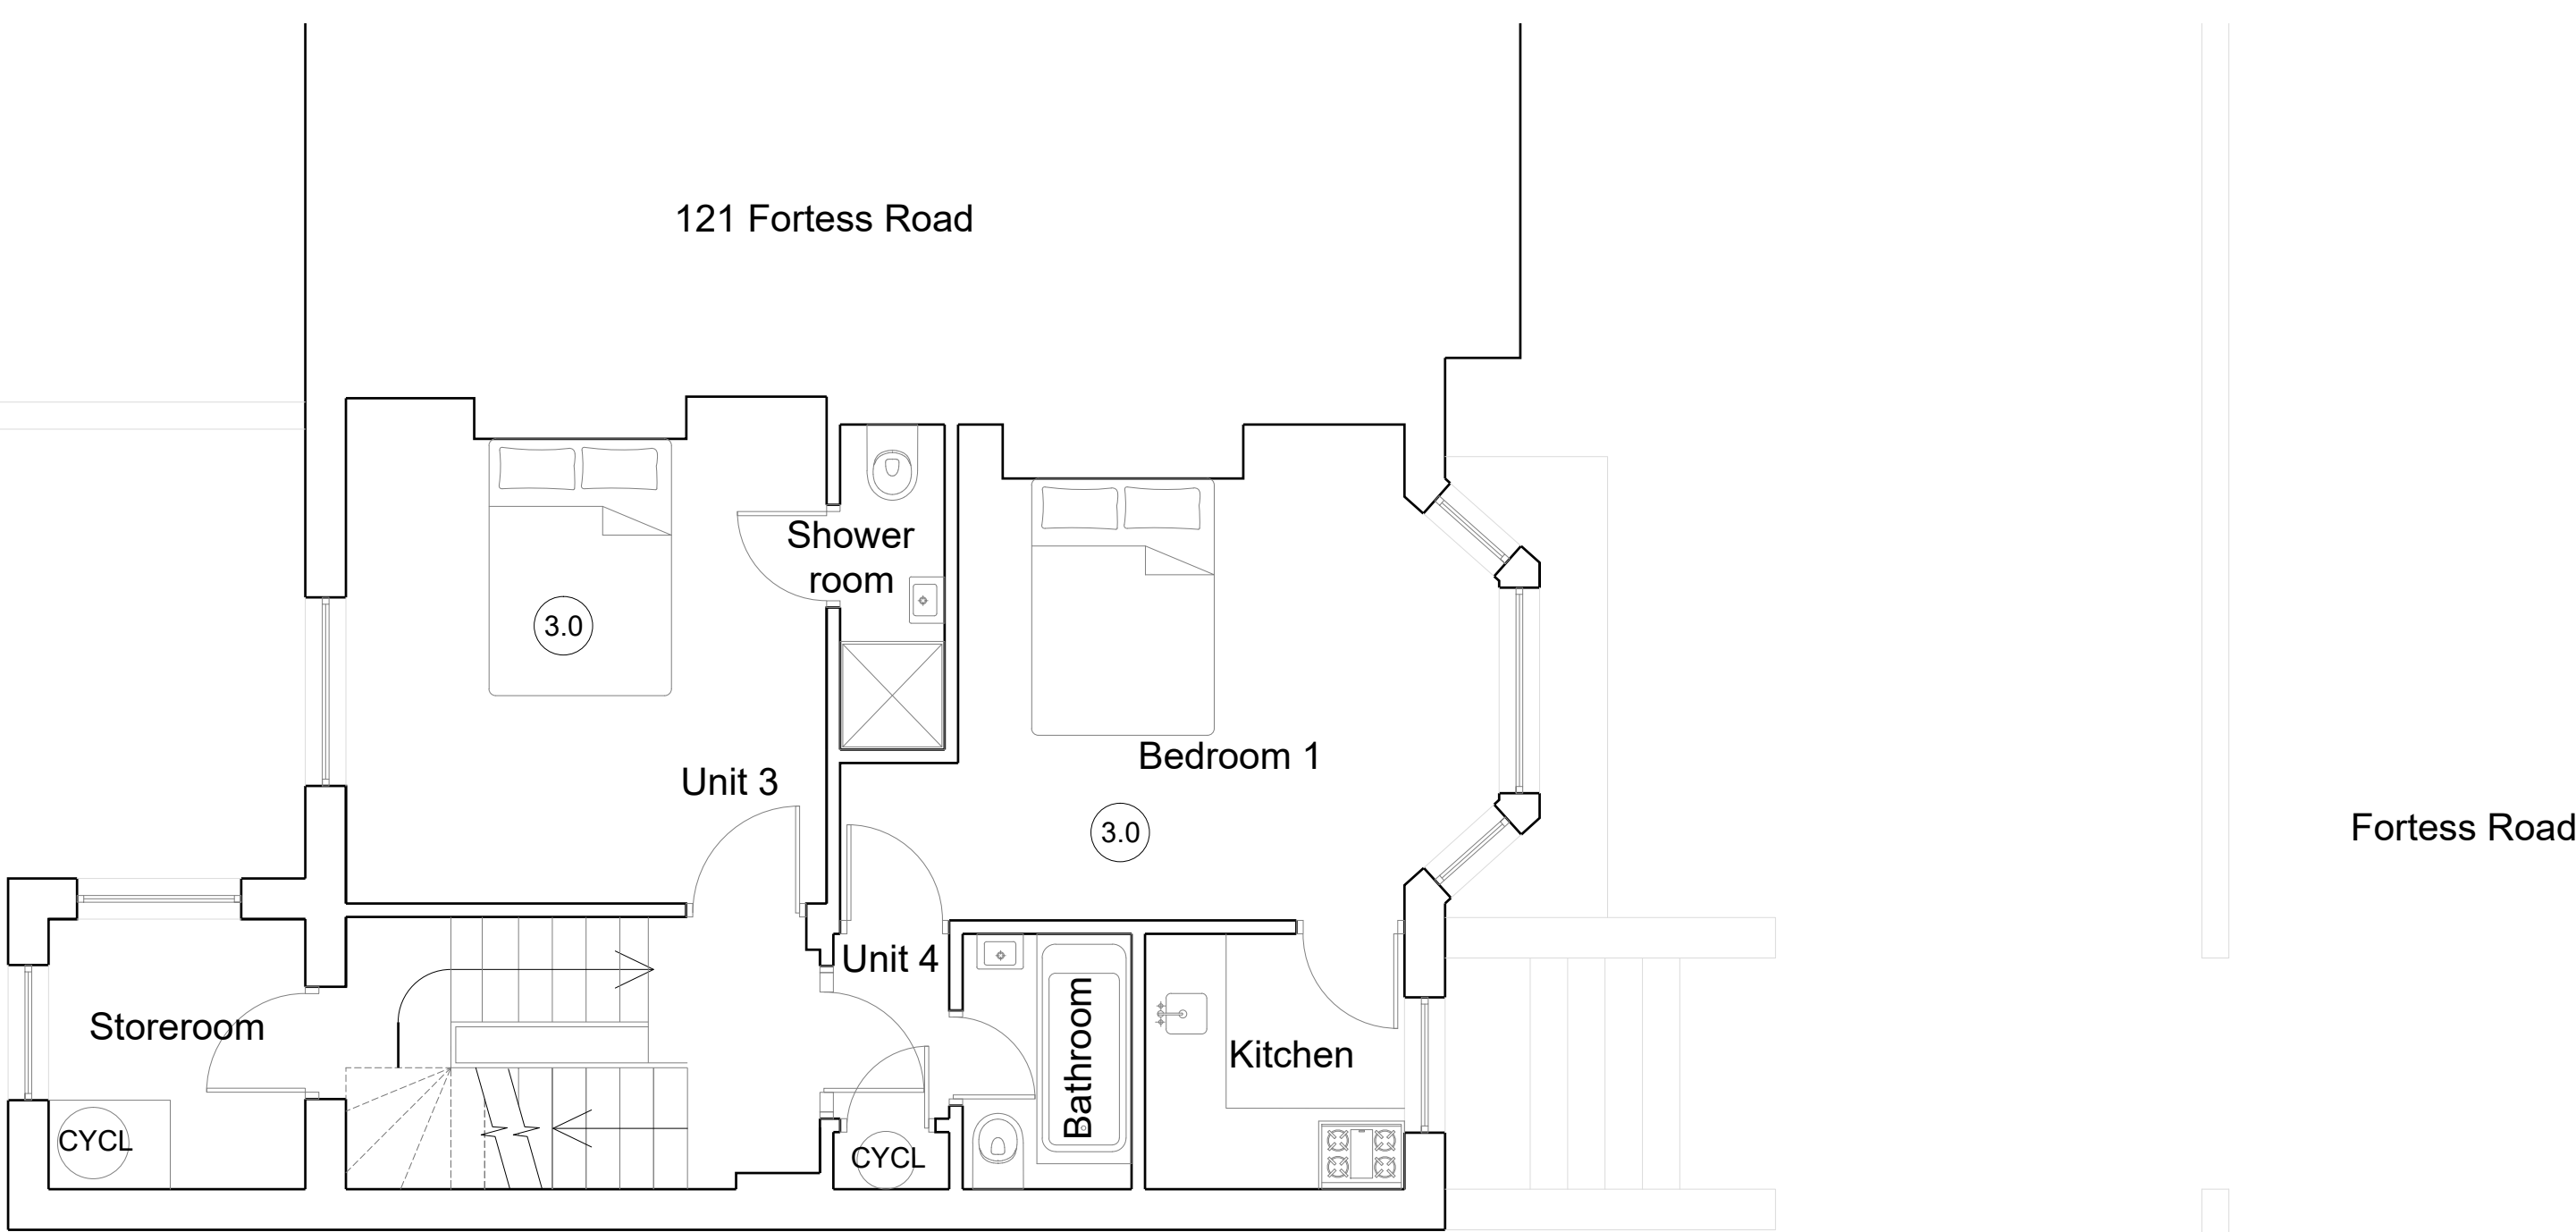 121 Fortess Road
Shower
room
3.0
Bedroom 1
Unit 3
3.0
Fortess Road
Unit 4
Storeroom
Bathroom
Kitchen
CYCL
CYCL